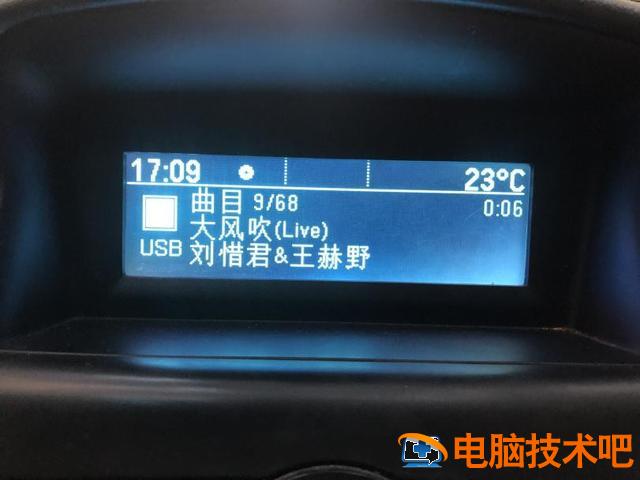 17:09 23°C
曲目 9/68 0:06
大风吹(Live)
USB 刘惜君&王赫野
电脑技术吧